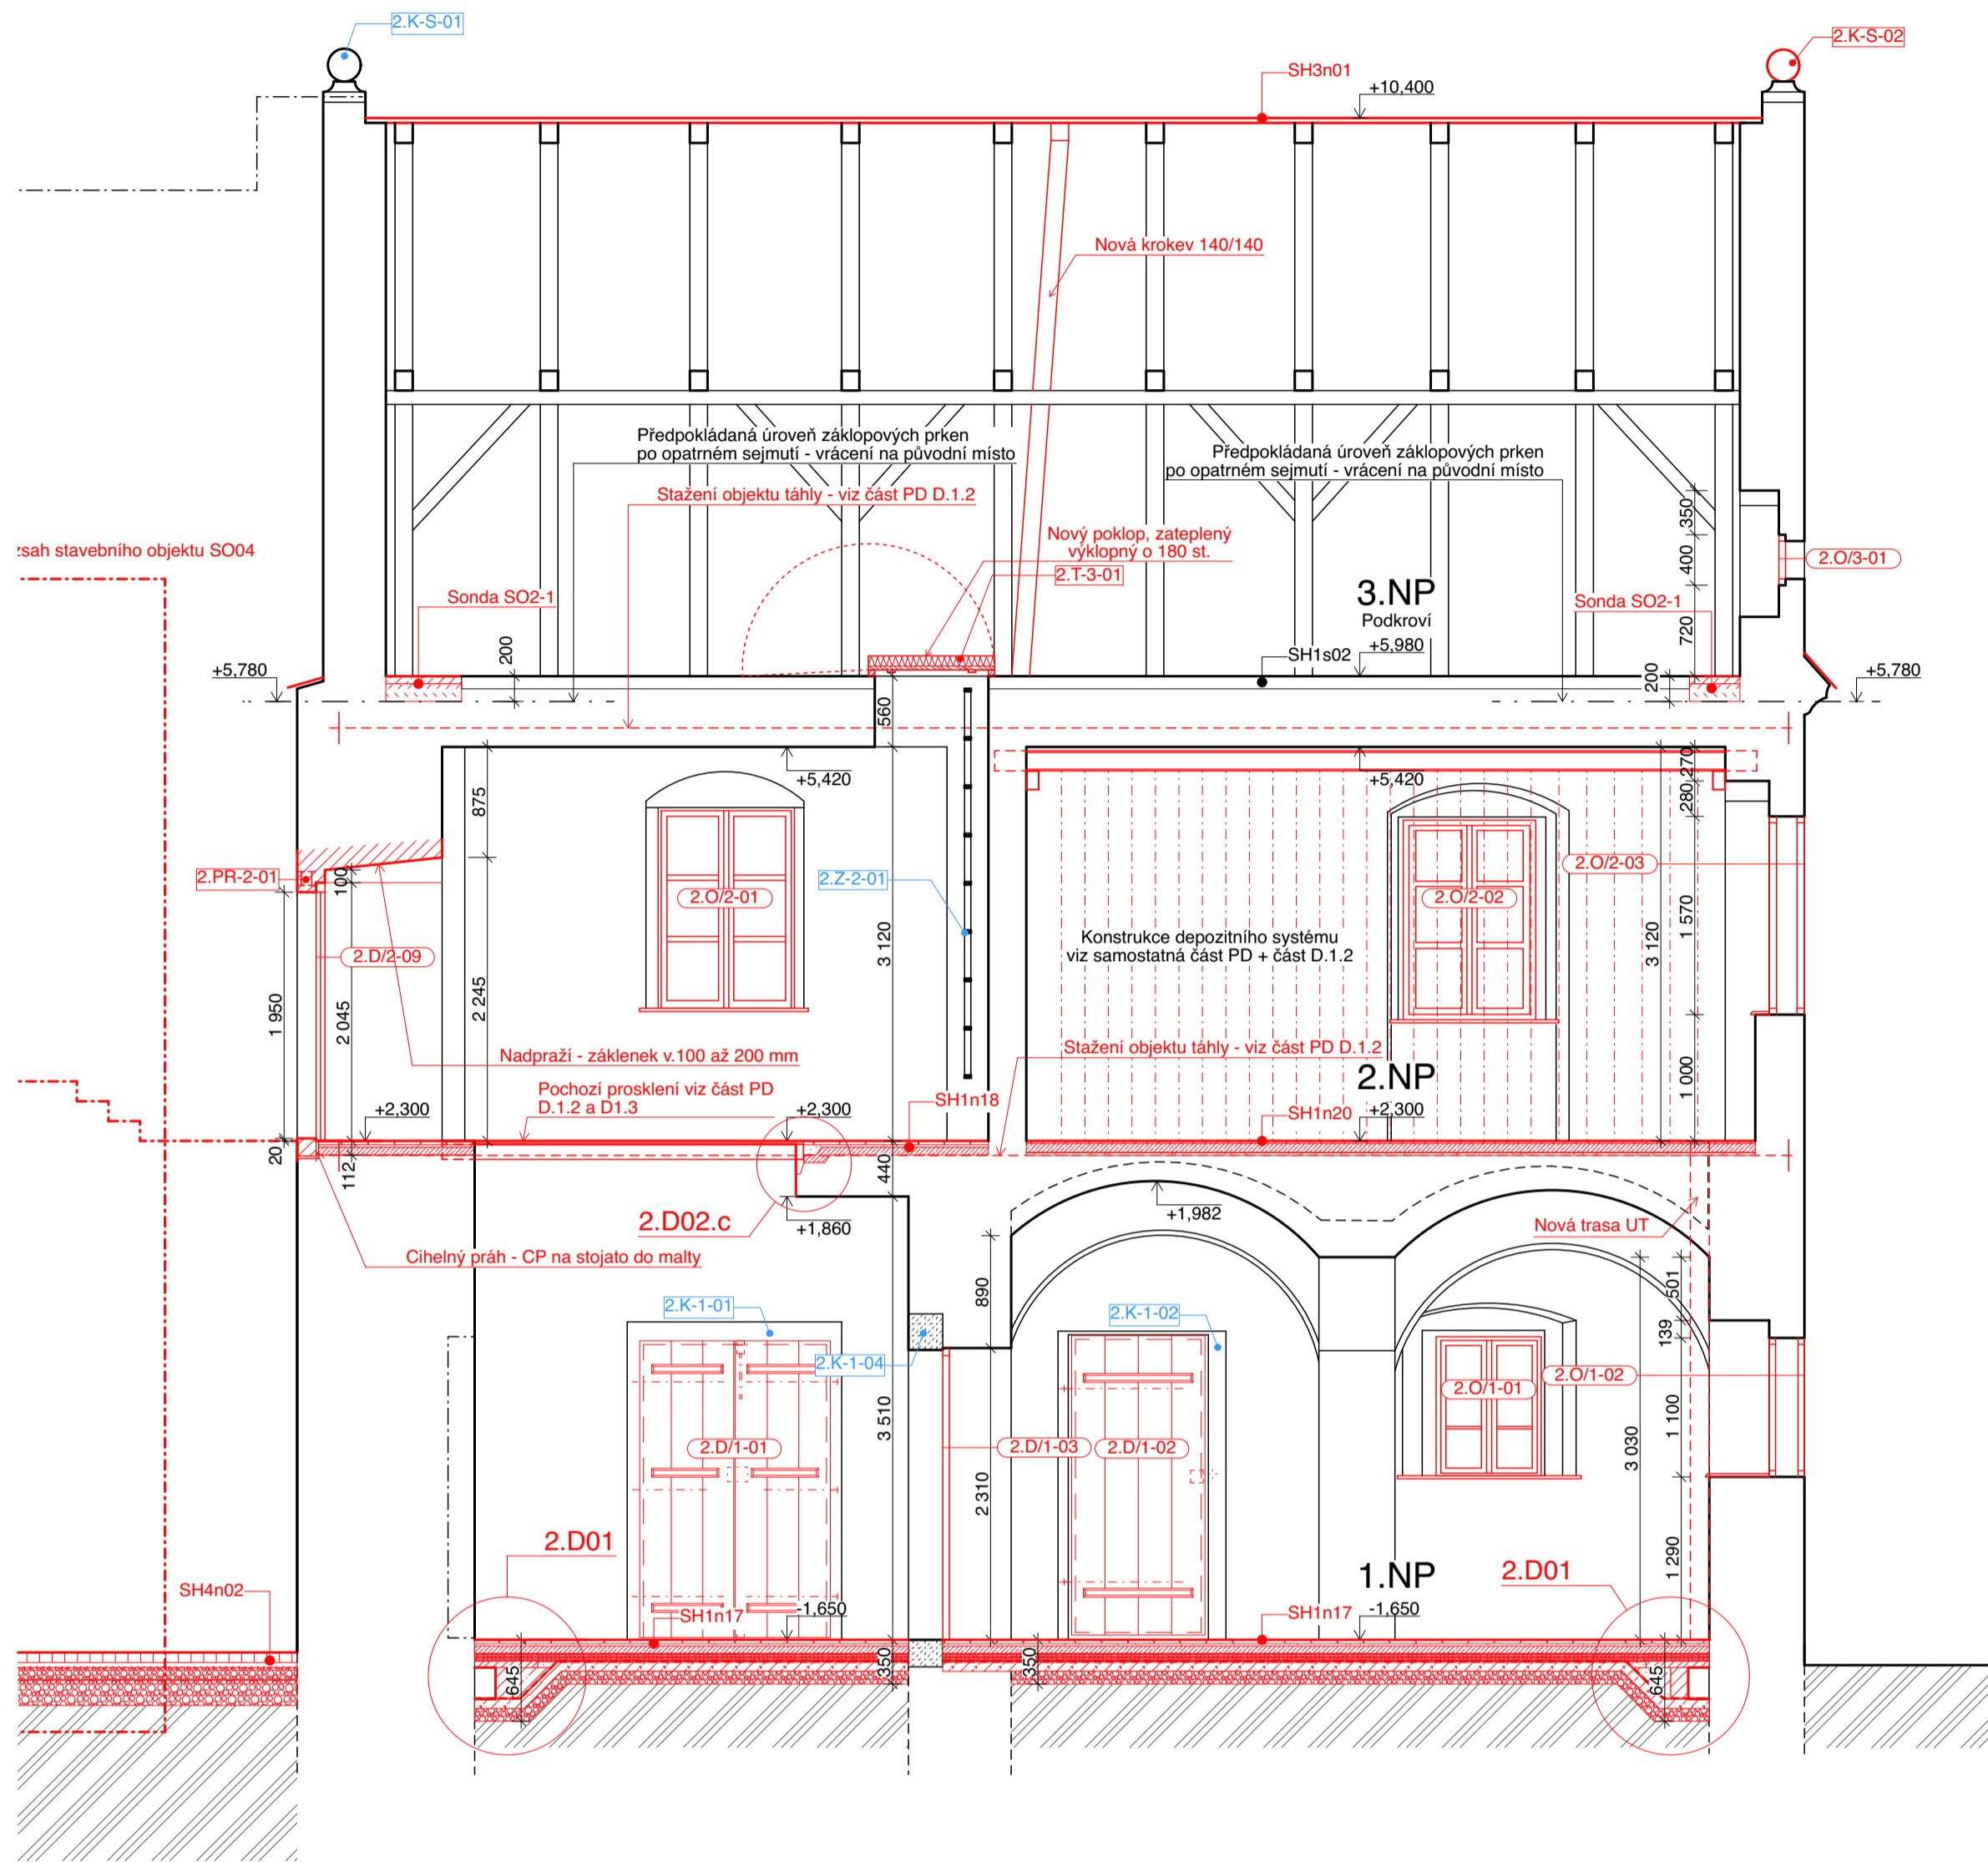 2.K-S-01
2.K-S-02
SH3n01
+10,400
Nová krokev 140/140
Předpokládaná úroveň záklopových prken
po opatrném sejmutí - vrácení na původní místo
Předpokládaná úroveň záklopových prken
po opatrném sejmutí - vrácení na původní místo
Stažení objektu táhly - viz část PD D.1.2
350
Nový poklop, zateplený
výklopný o 180 st.
2.T-3-01
zsah stavebního objektu SO04
400
2.O/3-01
Sonda SO2-1
3.NP
Podkroví
Sonda SO2-1
720
200
SH1s02
+5,980
+5,780
200
+5,780
560
+5,420
+5,420
270
280
875
2.PR-2-01
100
2.Z-2-01
2.O/2-01
2.O/2-02
2.O/2-03
3 120
3 120
1 570
Konstrukce depozitního systému
viz samostatná část PD + část D.1.2
2.D/2-09
1 950
2 045
2 245
Nadpraží - záklenek v.100 až 200 mm
Stažení objektu táhly - viz část PD D.1.2
2.NP
1 000
Pochozí prosklení viz část PD
D.1.2 a D1.3
SH1n18
+2,300
+2,300
SH1n20
+2,300
20
112
440
2.D02.c
+1,860
+1,982
Nová trasa UT
Cihelný práh - CP na stojato do malty
890
501
139
2.K-1-01
2.K-1-02
2.K-1-04
2.O/1-01
2.O/1-02
3 510
2.D/1-01
2.D/1-03
2.D/1-02
1 100
3 030
2 310
2.D01
1.NP
2.D01
1 290
SH4n02
SH1n17
-1,650
SH1n17
-1,650
645
350
350
645